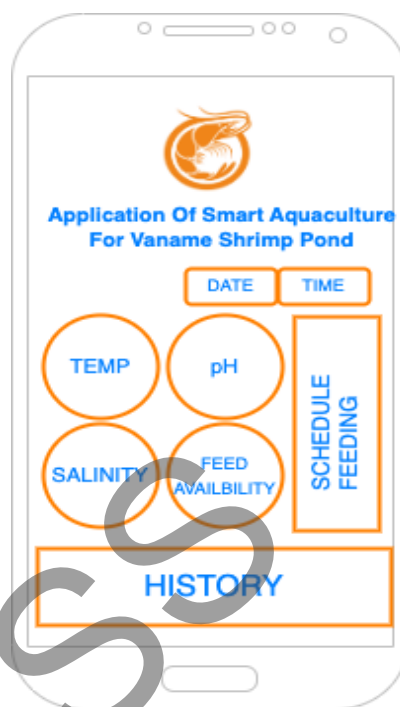 Application Of Smart Aquaculture
For Vaname Shrimp Pond
DATE TIME
TEMP pH
SCHEDULE
FEEDING
SALINITY
FEED
AVAILBILITY
HISTORY